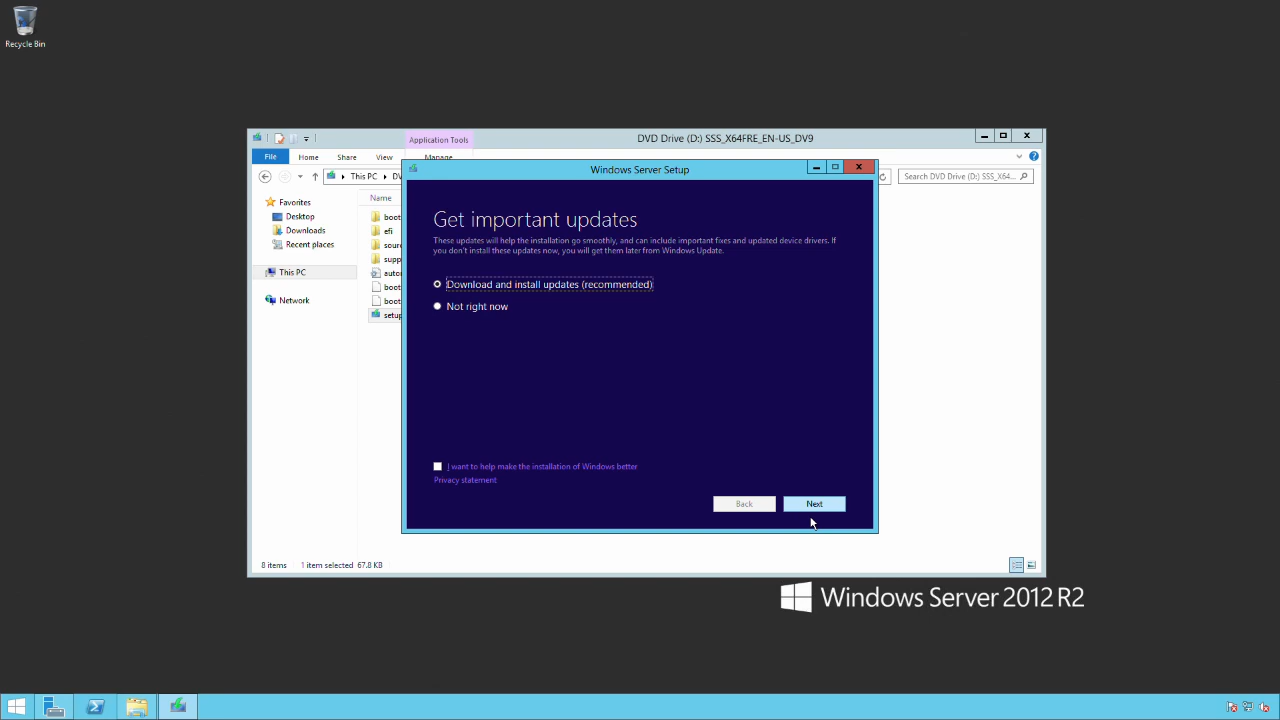 Recycle Bin
Application Tools
DVD Drive (D:) SSS_X64FRE_EN-US_DV9
File
Home
Share
View
Manage
Windows Server Setup
This PC
DV
Search DVD Drive (D:) SSS_X64...
Favorites
Name
Desktop
boot
Downloads
efi
Recent places
sourc
supp
This PC
auto
boot
Network
boot
setup
Get important updates
These updates will help the installation go smoothly, and can include important fixes and updated device drivers. If
you don't install these updates now, you will get them later from Windows Update.
Download and install updates (recommended)
Not right now
I want to help make the installation of Windows better
Privacy statement
Back
Next
8 items
1 item selected
67.8 KB
Windows Server 2012 R2